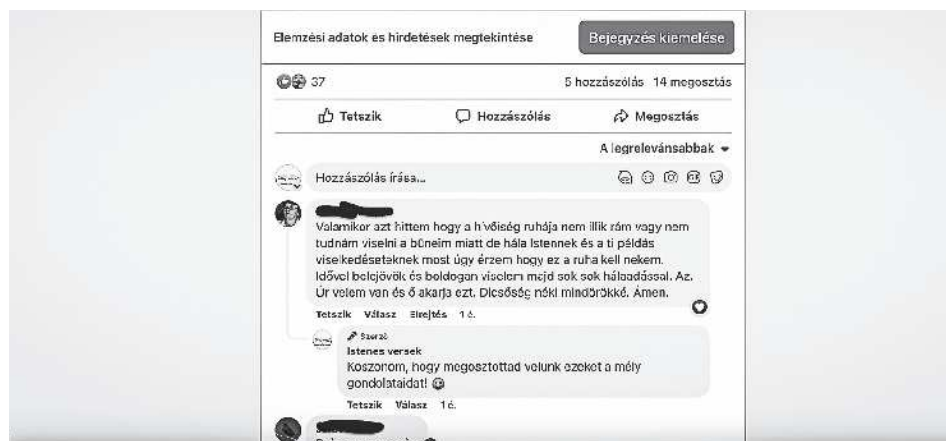 Elemzési adatok és hirdetések megtekintése
Bejegyzés kiemelése
37
5 hozzászólás 14 megosztás
Tetszik
Hozzászólás
Megosztás
A legrelevánsabbak
Hozzászólás írása...
Valamikor azt hittem hogy a hívőiség ruhája nem illik rám vagy nem
tudnám viselni a bűneim miatt de hála Istennek és a ti példás
viselkedéseteknek most úgy érzem hogy ez a ruha kell nekem.
Idővel belejövök és boldogan viselem majd sok sok hálaadással. Az.
Úr velem van és ő akarja ezt. Dicsőség néki mindörökké. Ámen.
Tetszik Válasz Elrejtés 1 é.
Szerző
Istenes versek
Köszönöm, hogy megosztottad velünk ezeket a mély
gondolataidat!
Tetszik Válasz 1 é.